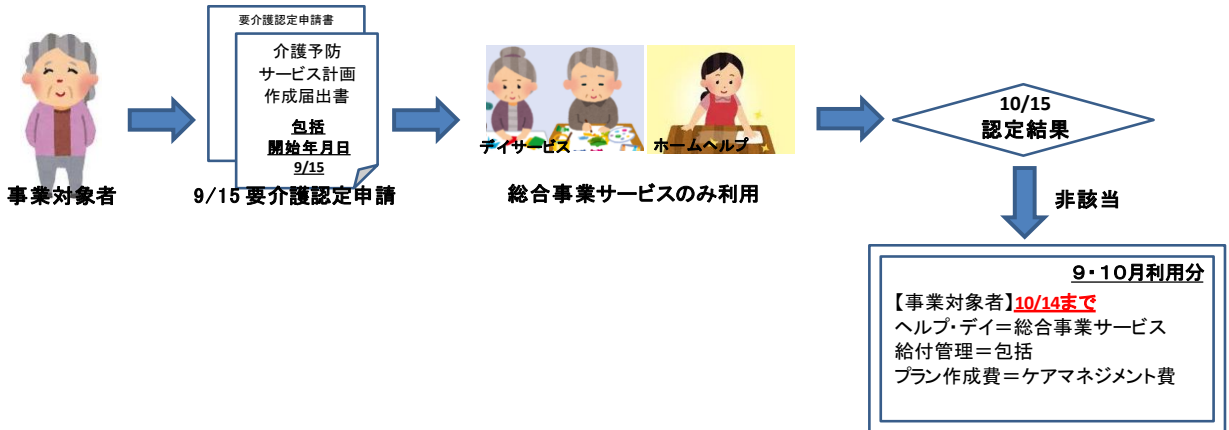 要介護認定申請書
介護予防
サービス計画
作成届出書
包括
開始年月日
9/15
事業対象者
9/15 要介護認定申請
デイサービス
ホームヘルプ
総合事業サービスのみ利用
10/15
認定結果
非該当
９・１０月利用分
【事業対象者】10/14まで
ヘルプ・デイ＝総合事業サービス
給付管理＝包括
プラン作成費＝ケアマネジメント費